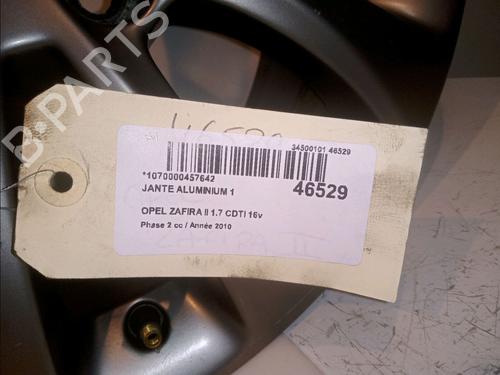 B-PARTS
46529
34500101 46529
*1070000457642
JANTE ALUMINIUM 1
46529
OPEL ZAFIRA II 1.7 CDTI 16v
Phase 2 cc / Année 2010